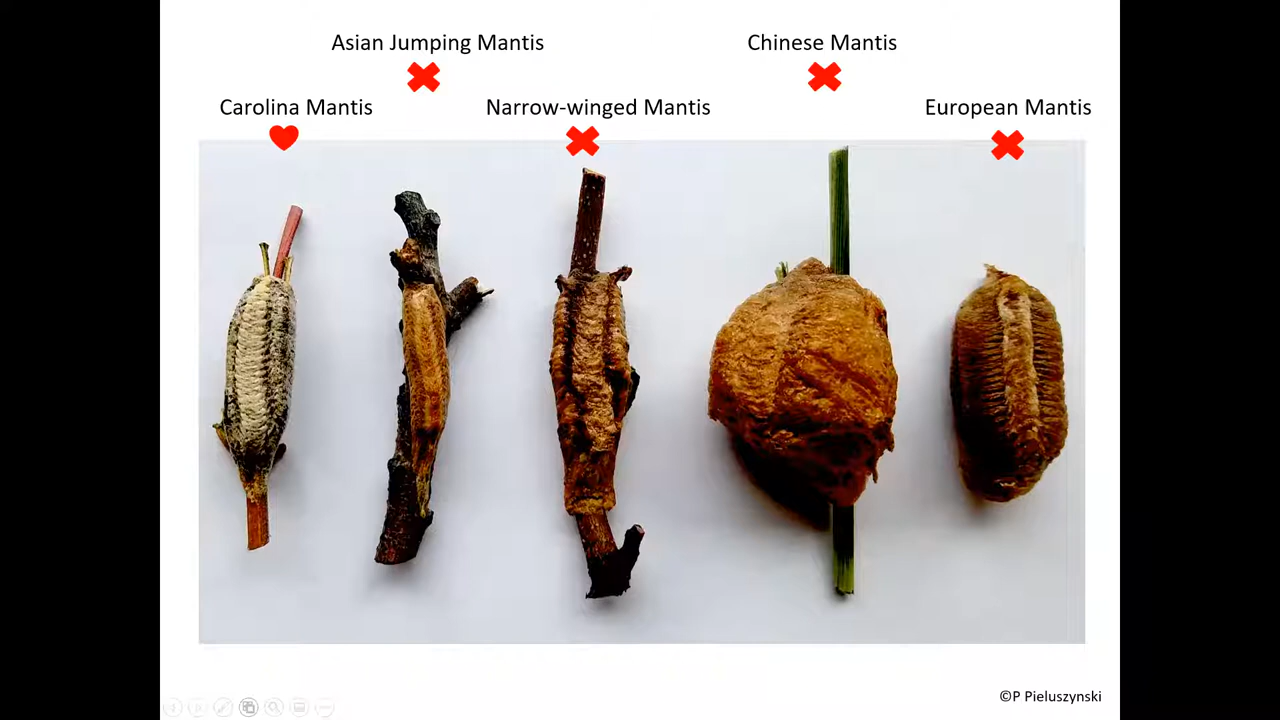 Asian Jumping Mantis
Chinese Mantis
Carolina Mantis
Narrow-winged Mantis
European Mantis
©P Pieluszynski